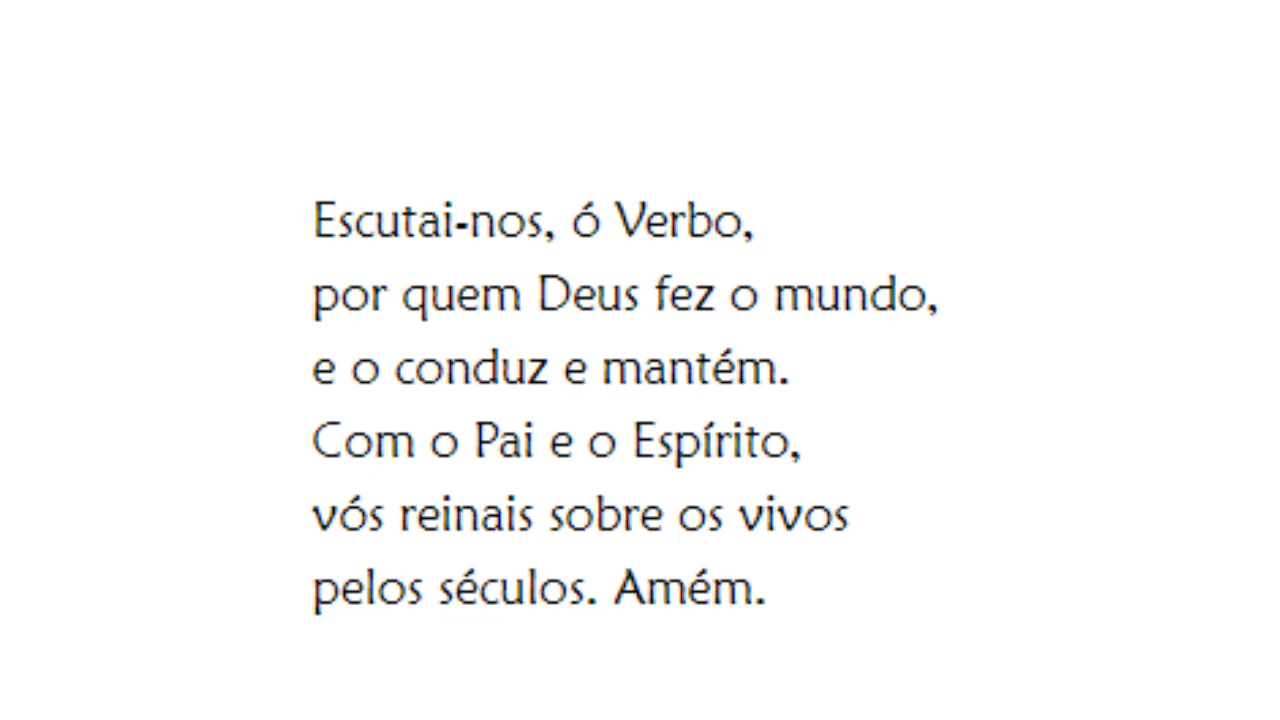 Escutai-nos, ó Verbo,
por quem Deus fez o mundo,
e o conduz e mantém.
Com o Pai e o Espírito,
vós reinais sobre os vivos
pelos séculos. Amém.